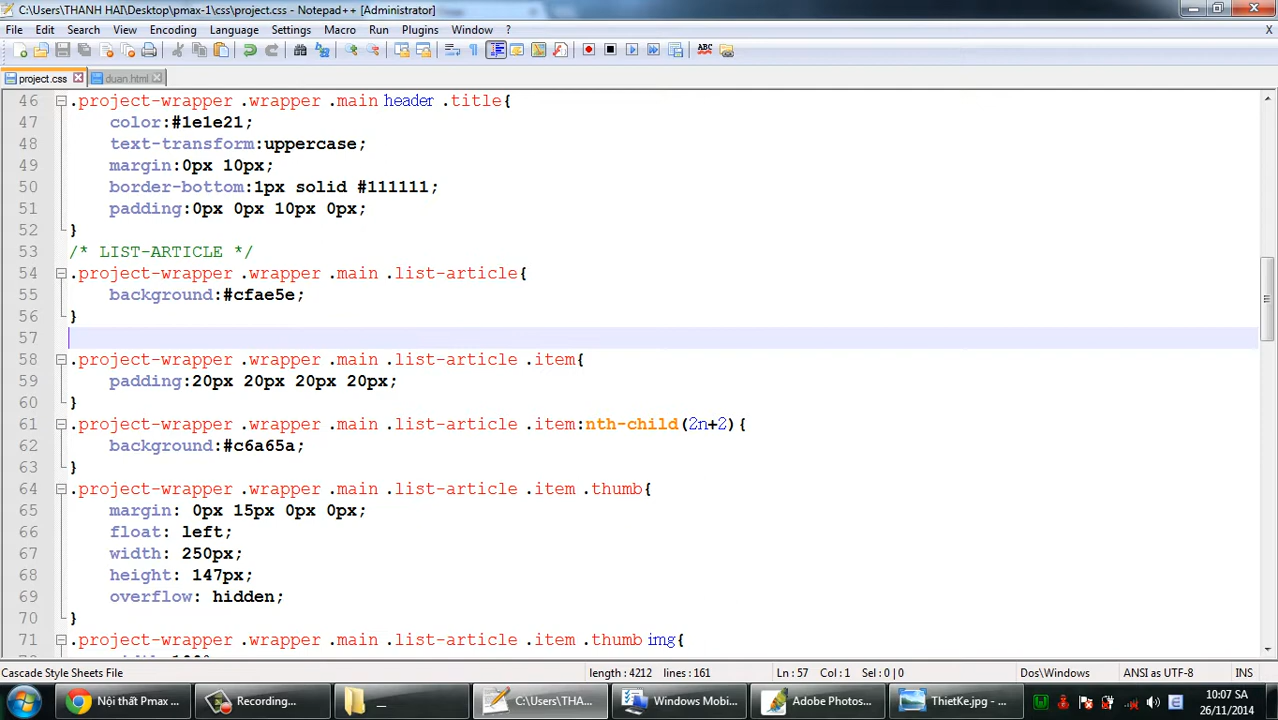 C:\Users\THANH HAI\Desktop\pmax-1\css\project.css - Notepad++ [Administrator]
File Edit Search View Encoding Language Settings Macro Run Plugins Window ? X
ABC
project.css duan.html
46 .project-wrapper .wrapper .main header .title{
47 color:#1e1e21;
48 text-transform:uppercase;
49 margin:0px 10px;
50 border-bottom:1px solid #111111;
51 padding:0px 0px 10px 0px;
52 }
53 /* LIST-ARTICLE */
54 .project-wrapper .wrapper .main .list-article{
55 background:#cfae5e;
56 }
57
58 .project-wrapper .wrapper .main .list-article .item{
59 padding:20px 20px 20px 20px;
60 }
61 .project-wrapper .wrapper .main .list-article .item:nth-child(2n+2){
62 background:#c6a65a;
63 }
64 .project-wrapper .wrapper .main .list-article .item .thumb{
65 margin: 0px 15px 0px 0px;
66 float: left;
67 width: 250px;
68 height: 147px;
69 overflow: hidden;
70 }
71 .project-wrapper .wrapper .main .list-article .item .thumb img{
Cascade Style Sheets File length : 4212 lines : 161 Ln : 57 Col : 1 Sel : 0 | 0 Dos\Windows ANSI as UTF-8 INS
Nội thất Pmax ... Recording... _ C:\Users\THA... Windows Mobi... Adobe Photos... ThietKe.jpg - ... 10:07 SA
26/11/2014